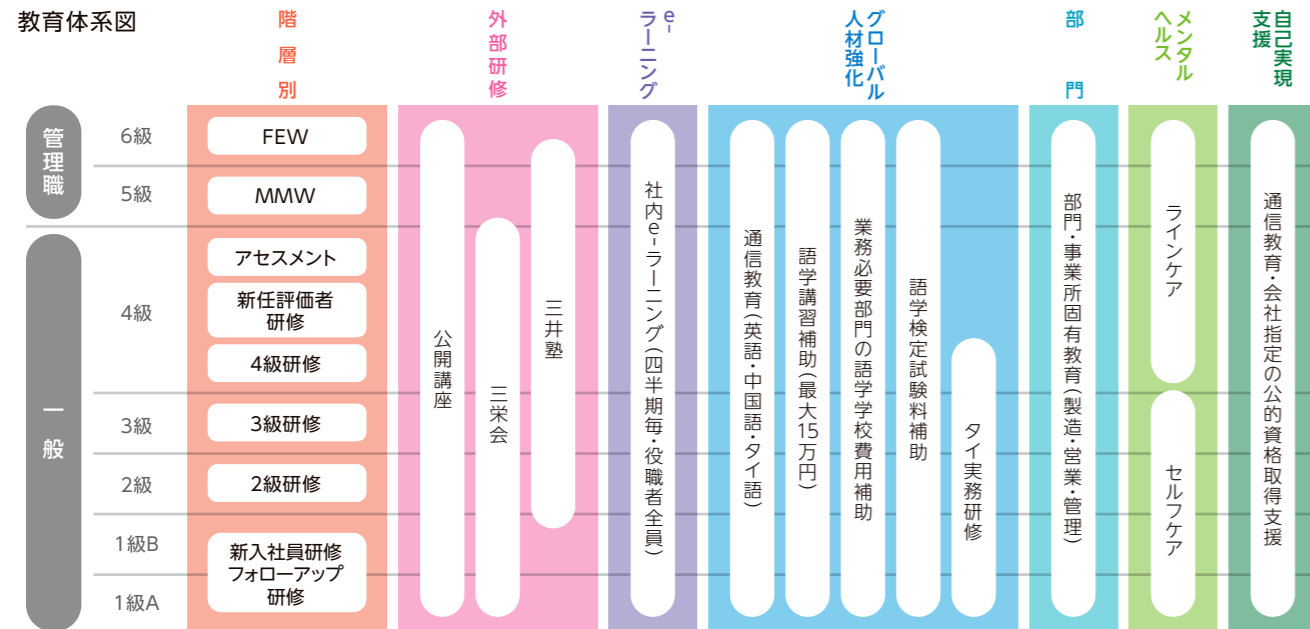 教育体系図
階層別
外部研修
e-
ラーニング
グローバル
人材強化
部門
メンタル
ヘルス
自己実現
支援
管理職
6級
5級
一般
4級
3級
2級
1級B
1級A
FEW
MMW
アセスメント
新任評価者
研修
4級研修
3級研修
2級研修
新入社員研修
フォローアップ
研修
公開講座
三栄会
三井塾
社内e-ラーニング(四半期毎・役職者全員)
通信教育(英語・中国語・タイ語)
語学講習補助(最大15万円)
業務必要部門の語学学校費用補助
語学検定試験料補助
タイ実務研修
部門・事業所固有教育(製造・営業・管理)
ラインケア
セルフケア
通信教育・会社指定の公的資格取得支援